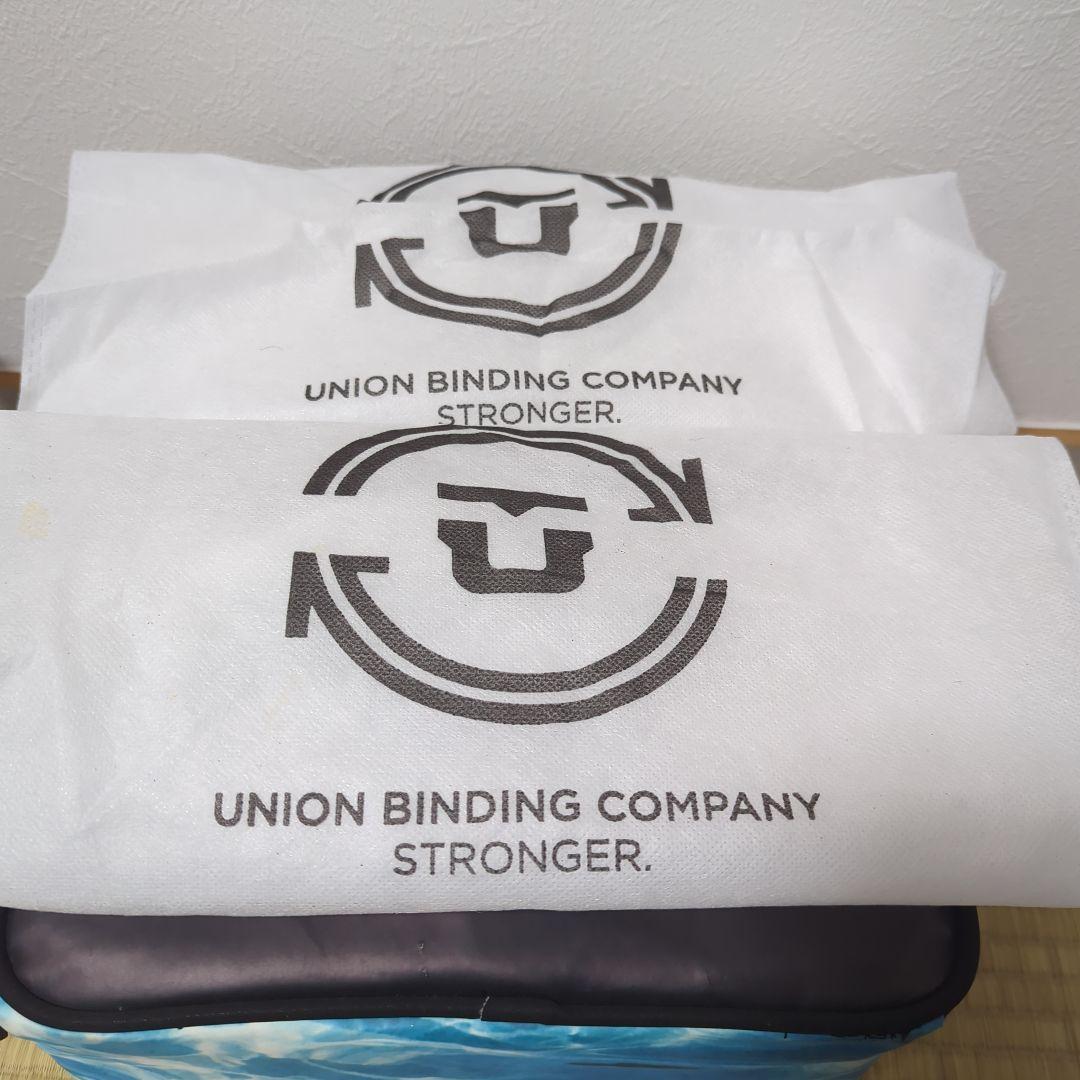 UNION BINDING COMPANY
STRONGER.
UNION BINDING COMPANY
STRONGER.